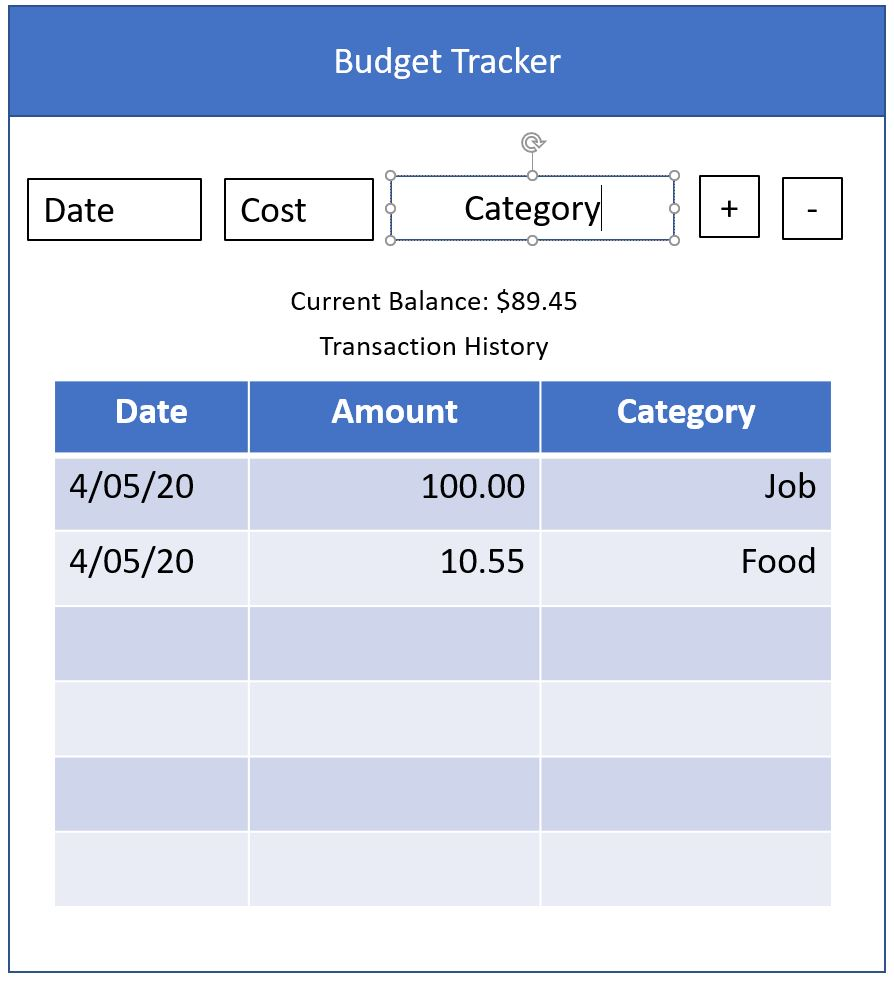 Budget Tracker
Date Cost Category + -
Current Balance: $89.45
Transaction History
Date Amount Category
4/05/20 100.00 Job
4/05/20 10.55 Food